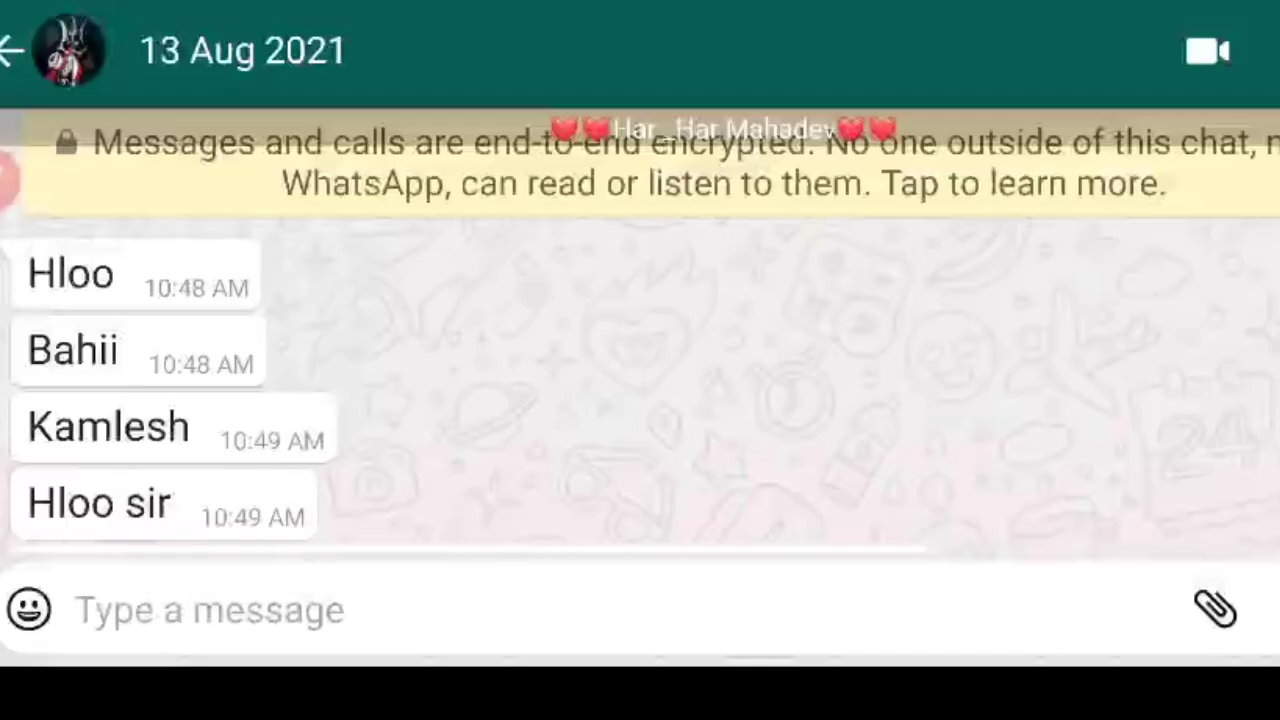 13 Aug 2021
❤️❤️Har_Har Mahadev❤️❤️
Messages and calls are end-to-end encrypted. No one outside of this chat,
WhatsApp, can read or listen to them. Tap to learn more.
Hloo 10:48 AM
Bahii 10:48 AM
Kamlesh 10:49 AM
Hloo sir 10:49 AM
Type a message